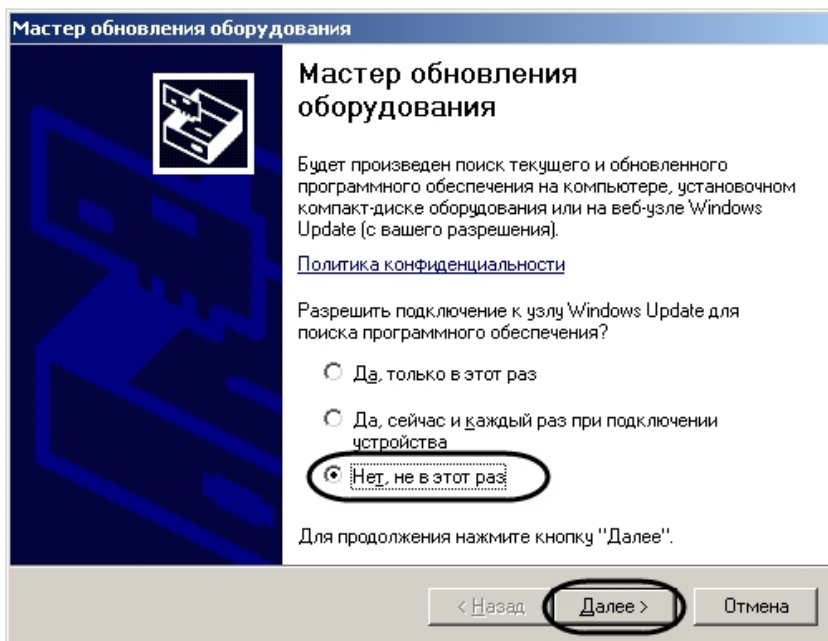 Мастер обновления оборудования
Мастер обновления
оборудования
Будет произведен поиск текущего и обновленного
программного обеспечения на компьютере, установочном
компакт-диске оборудования или на веб-узле Windows
Update (с вашего разрешения).
Политика конфиденциальности
Разрешить подключение к узлу Windows Update для
поиска программного обеспечения?
Да, только в этот раз
Да, сейчас и каждый раз при подключении
устройства
Нет, не в этот раз
Для продолжения нажмите кнопку "Далее".
< Назад Далее > Отмена